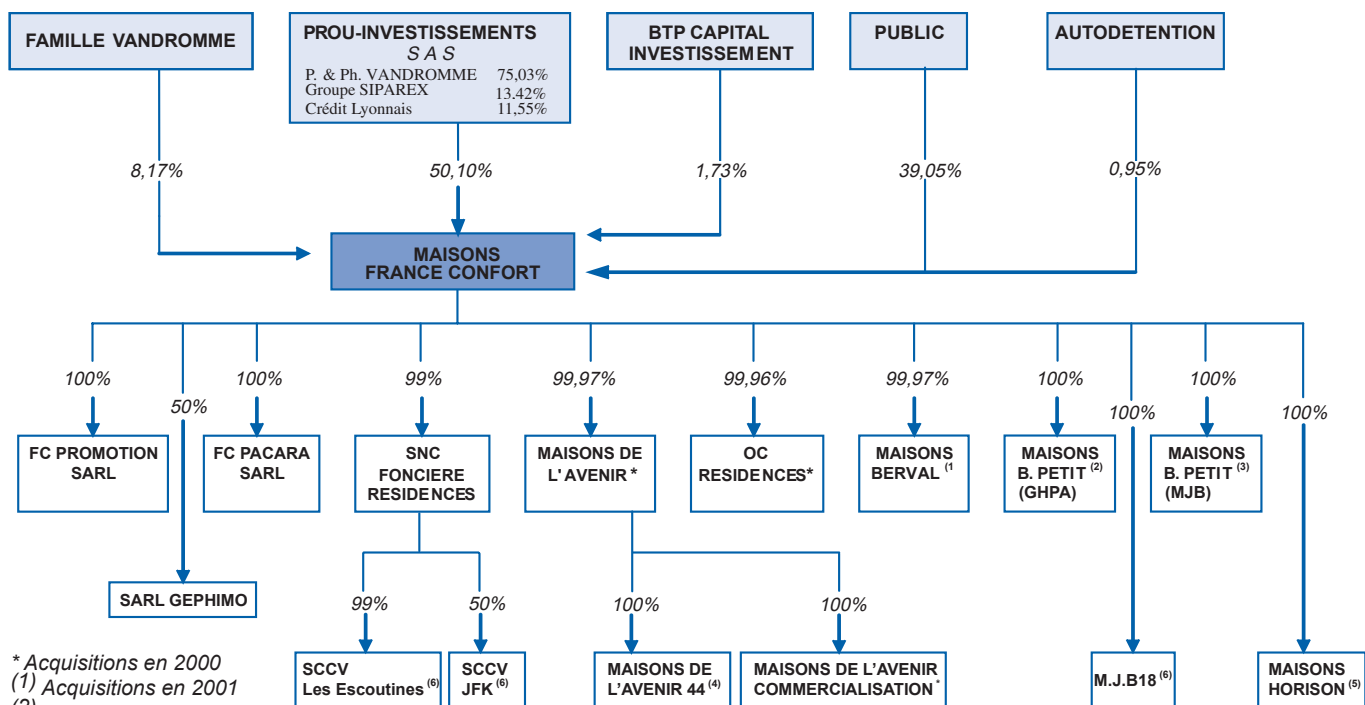 FAMILLE VANDROMME
PROU-INVESTISSEMENTS
S A S
P. & Ph. VANDROMME 75,03%
Groupe SIPAREX 13.42%
Crédit Lyonnais 11,55%
BTP CAPITAL
INVESTISSEMENT
PUBLIC
AUTODETENTION
8,17%
50,10%
1,73%
39,05%
0,95%
MAISONS
FRANCE CONFORT
100%
50%
100%
99%
99,97%
99,96%
99,97%
100%
100%
100%
100%
FC PROMOTION
SARL
FC PACARA
SARL
SNC
FONCIERE
RESIDENCES
MAISONS DE
L'AVENIR *
OC
RESIDENCES*
MAISONS
BERVAL (1
MAISONS
B. PETIT (2)
(GHPA)
MAISONS
B. PETIT (3)
(MJB)
SARL GEPHIMO
99%
50%
100%
100%
SCCV
Les Escoutines (6)
SCCV
JFK (6)
MAISONS DE
L'AVENIR 44 (4)
MAISONS DE L'AVENIR
COMMERCIALISATION *
M.J.B18 (6)
MAISONS
HORISON (5)
* Acquisitions en 2000
(1) Acquisitions en 2001